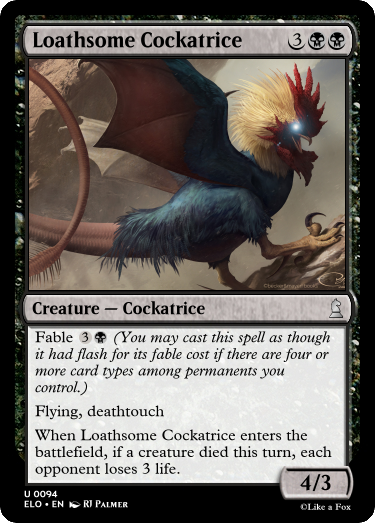 Loathsome Cockatrice 3
Creature — Cockatrice
Fable 3 (You may cast this spell as though
it had flash for its fable cost if there are four or
more card types among permanents you
control.)
Flying, deathtouch
When Loathsome Cockatrice enters the
battlefield, if a creature died this turn, each
opponent loses 3 life.
4/3
U 0094
ELO • EN RJ Palmer
©Like a Fox